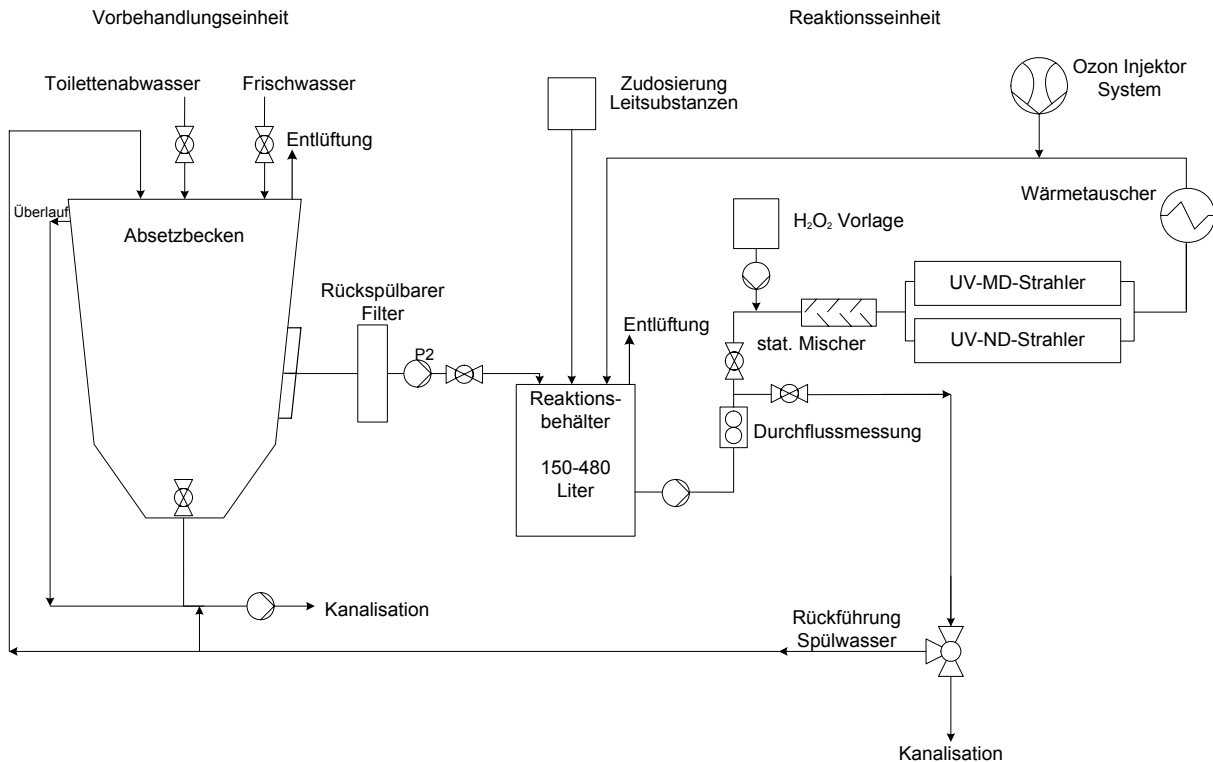 Vorbehandlungseinheit
Reaktionsseinheit
Toilettenabwasser
Frischwasser
Entlüftung
Zudosierung
Leitsubstanzen
Ozon Injektor
System
Überlauf
Absetzbecken
Wärmetauscher
H₂O₂ Vorlage
Rückspülbarer
Filter
P2
Entlüftung
stat. Mischer
UV-MD-Strahler
UV-ND-Strahler
Reaktions-
behälter
150-480
Liter
Durchflussmessung
Kanalisation
Rückführung
Spülwasser
Kanalisation